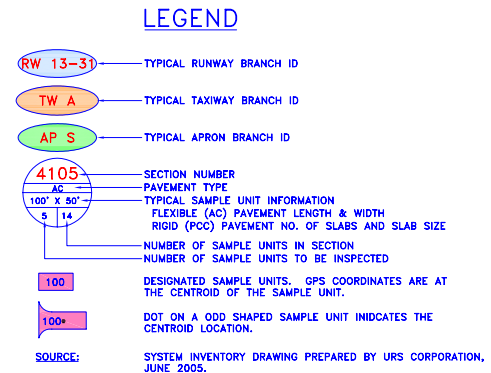 LEGEND
RW 13-31 TYPICAL RUNWAY BRANCH ID
TW A TYPICAL TAXIWAY BRANCH ID
AP S TYPICAL APRON BRANCH ID
4105 SECTION NUMBER
AC PAVEMENT TYPE
100' X 50' TYPICAL SAMPLE UNIT INFORMATION
FLEXIBLE (AC) PAVEMENT LENGTH & WIDTH
RIGID (PCC) PAVEMENT NO. OF SLABS AND SLAB SIZE
5 14
NUMBER OF SAMPLE UNITS IN SECTION
NUMBER OF SAMPLE UNITS TO BE INSPECTED
100 DESIGNATED SAMPLE UNITS. GPS COORDINATES ARE AT
THE CENTROID OF THE SAMPLE UNIT.
100 DOT ON A ODD SHAPED SAMPLE UNIT INIDCATES THE
CENTROID LOCATION.
SOURCE: SYSTEM INVENTORY DRAWING PREPARED BY URS CORPORATION,
JUNE 2005.